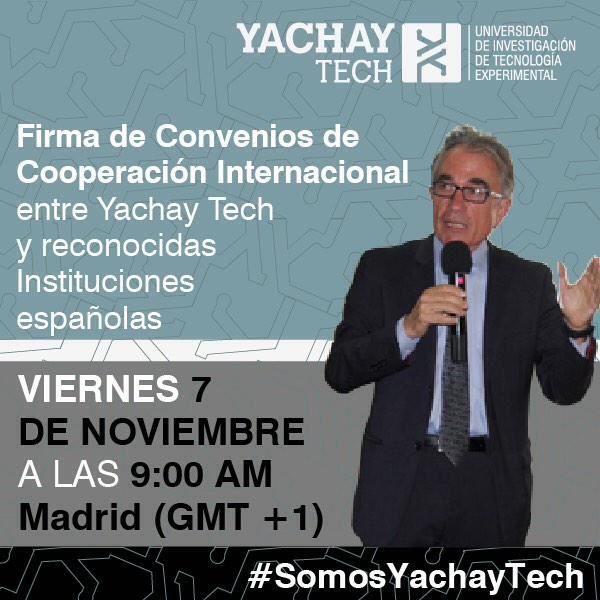 YACHAY
TECH
UNIVERSIDAD
DE INVESTIGACIÓN
DE TECNOLOGÍA
EXPERIMENTAL
Firma de Convenios de
Cooperación Internacional
entre Yachay Tech
y reconocidas
Instituciones
españolas
VIERNES 7
DE NOVIEMBRE
A LAS 9:00 AM
Madrid (GMT +1)
#SomosYachayTech